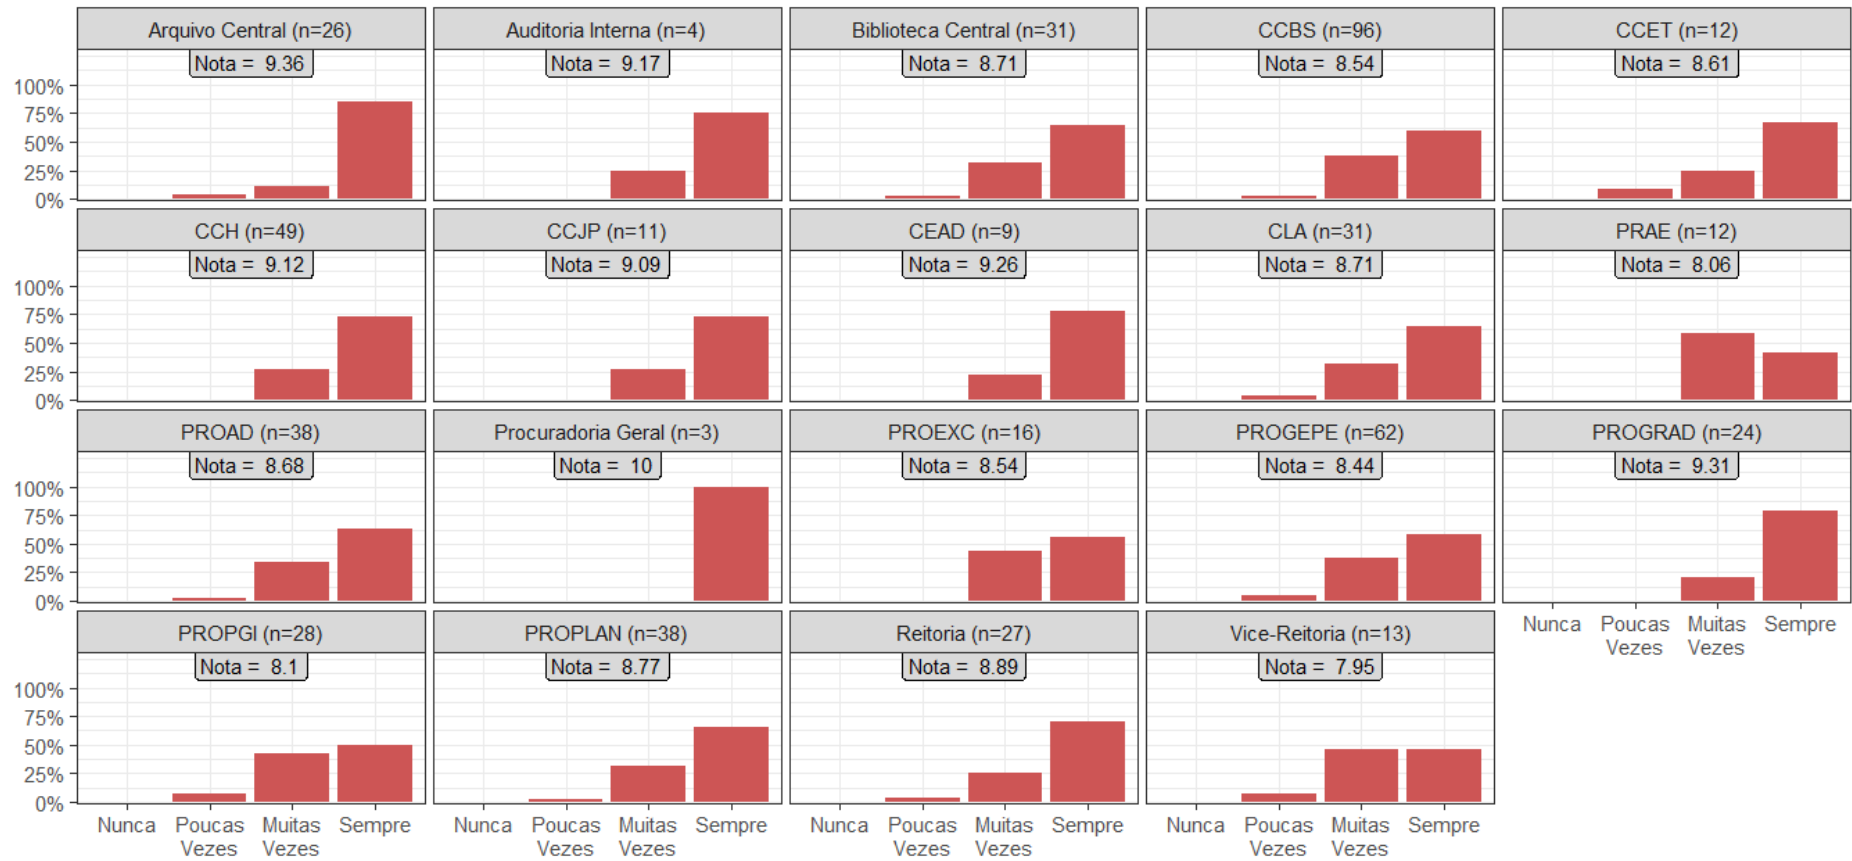 Arquivo Central (n=26)
Auditoria Interna (n=4)
Biblioteca Central (n=31)
CCBS (n=96)
CCET (n=12)
Nota = 9.36
Nota = 9.17
Nota = 8.71
Nota = 8.54
Nota = 8.61
100%
75%
50%
25%
0%
CCH (n=49)
CCJP (n=11)
CEAD (n=9)
CLA (n=31)
PRAE (n=12)
Nota = 9.12
Nota = 9.09
Nota = 9.26
Nota = 8.71
Nota = 8.06
100%
75%
50%
25%
0%
PROAD (n=38)
Procuradoria Geral (n=3)
PROEXC (n=16)
PROGEPE (n=62)
PROGRAD (n=24)
Nota = 8.68
Nota = 10
Nota = 8.54
Nota = 8.44
Nota = 9.31
100%
75%
50%
25%
0%
Nunca
Poucas
Vezes
Muitas
Vezes
Sempre
PROPGI (n=28)
PROPLAN (n=38)
Reitoria (n=27)
Vice-Reitoria (n=13)
Nota = 8.1
Nota = 8.77
Nota = 8.89
Nota = 7.95
100%
75%
50%
25%
0%
Nunca
Poucas
Vezes
Muitas
Vezes
Sempre
Nunca
Poucas
Vezes
Muitas
Vezes
Sempre
Nunca
Poucas
Vezes
Muitas
Vezes
Sempre
Nunca
Poucas
Vezes
Muitas
Vezes
Sempre